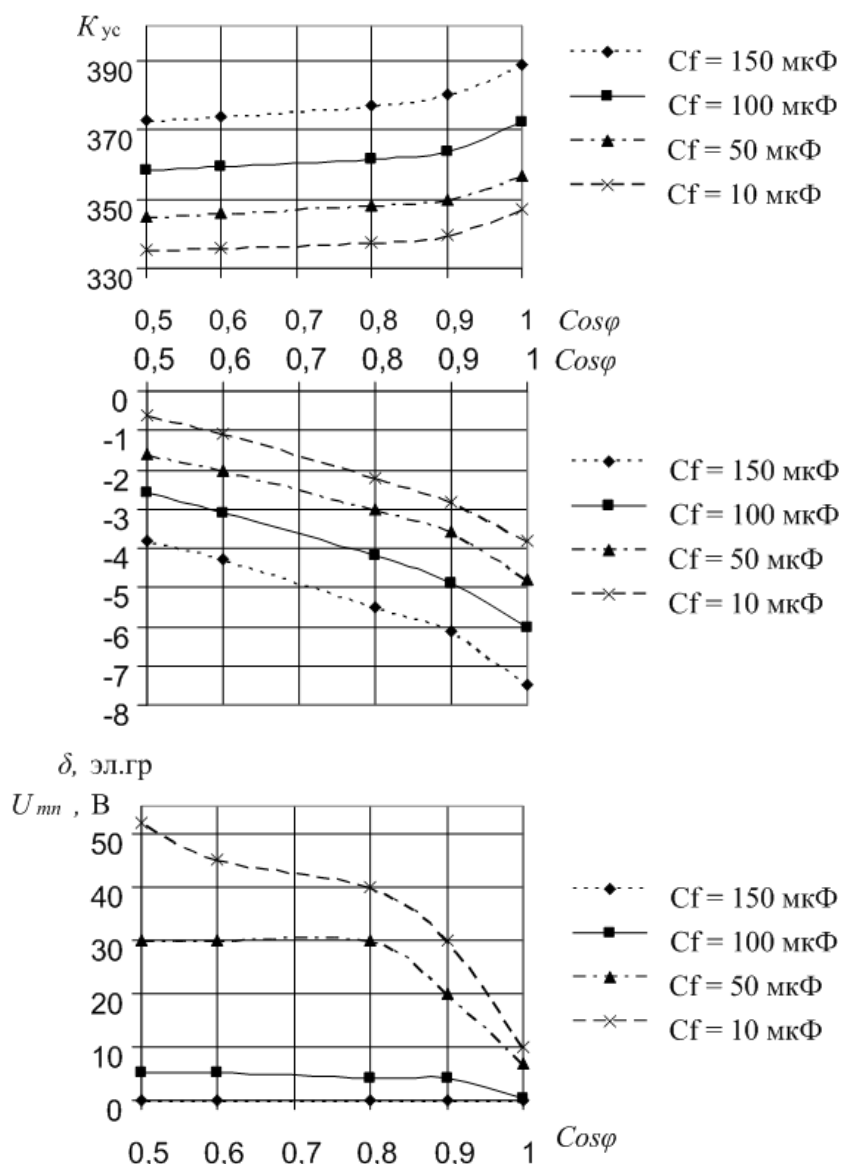 K ус
390
370
350
330
0,5 0,6 0,7 0,8 0,9 1 Cosφ
Cf = 150 мкФ
Cf = 100 мкФ
Cf = 50 мкФ
Cf = 10 мкФ
0,5 0,6 0,7 0,8 0,9 1 Cosφ
0
-1
-2
-3
-4
-5
-6
-7
-8
Cf = 150 мкФ
Cf = 100 мкФ
Cf = 50 мкФ
Cf = 10 мкФ
δ, эл.гр
U mn , В
50
40
30
20
10
0
0,5 0,6 0,7 0,8 0,9 1 Cosφ
Cf = 150 мкФ
Cf = 100 мкФ
Cf = 50 мкФ
Cf = 10 мкФ